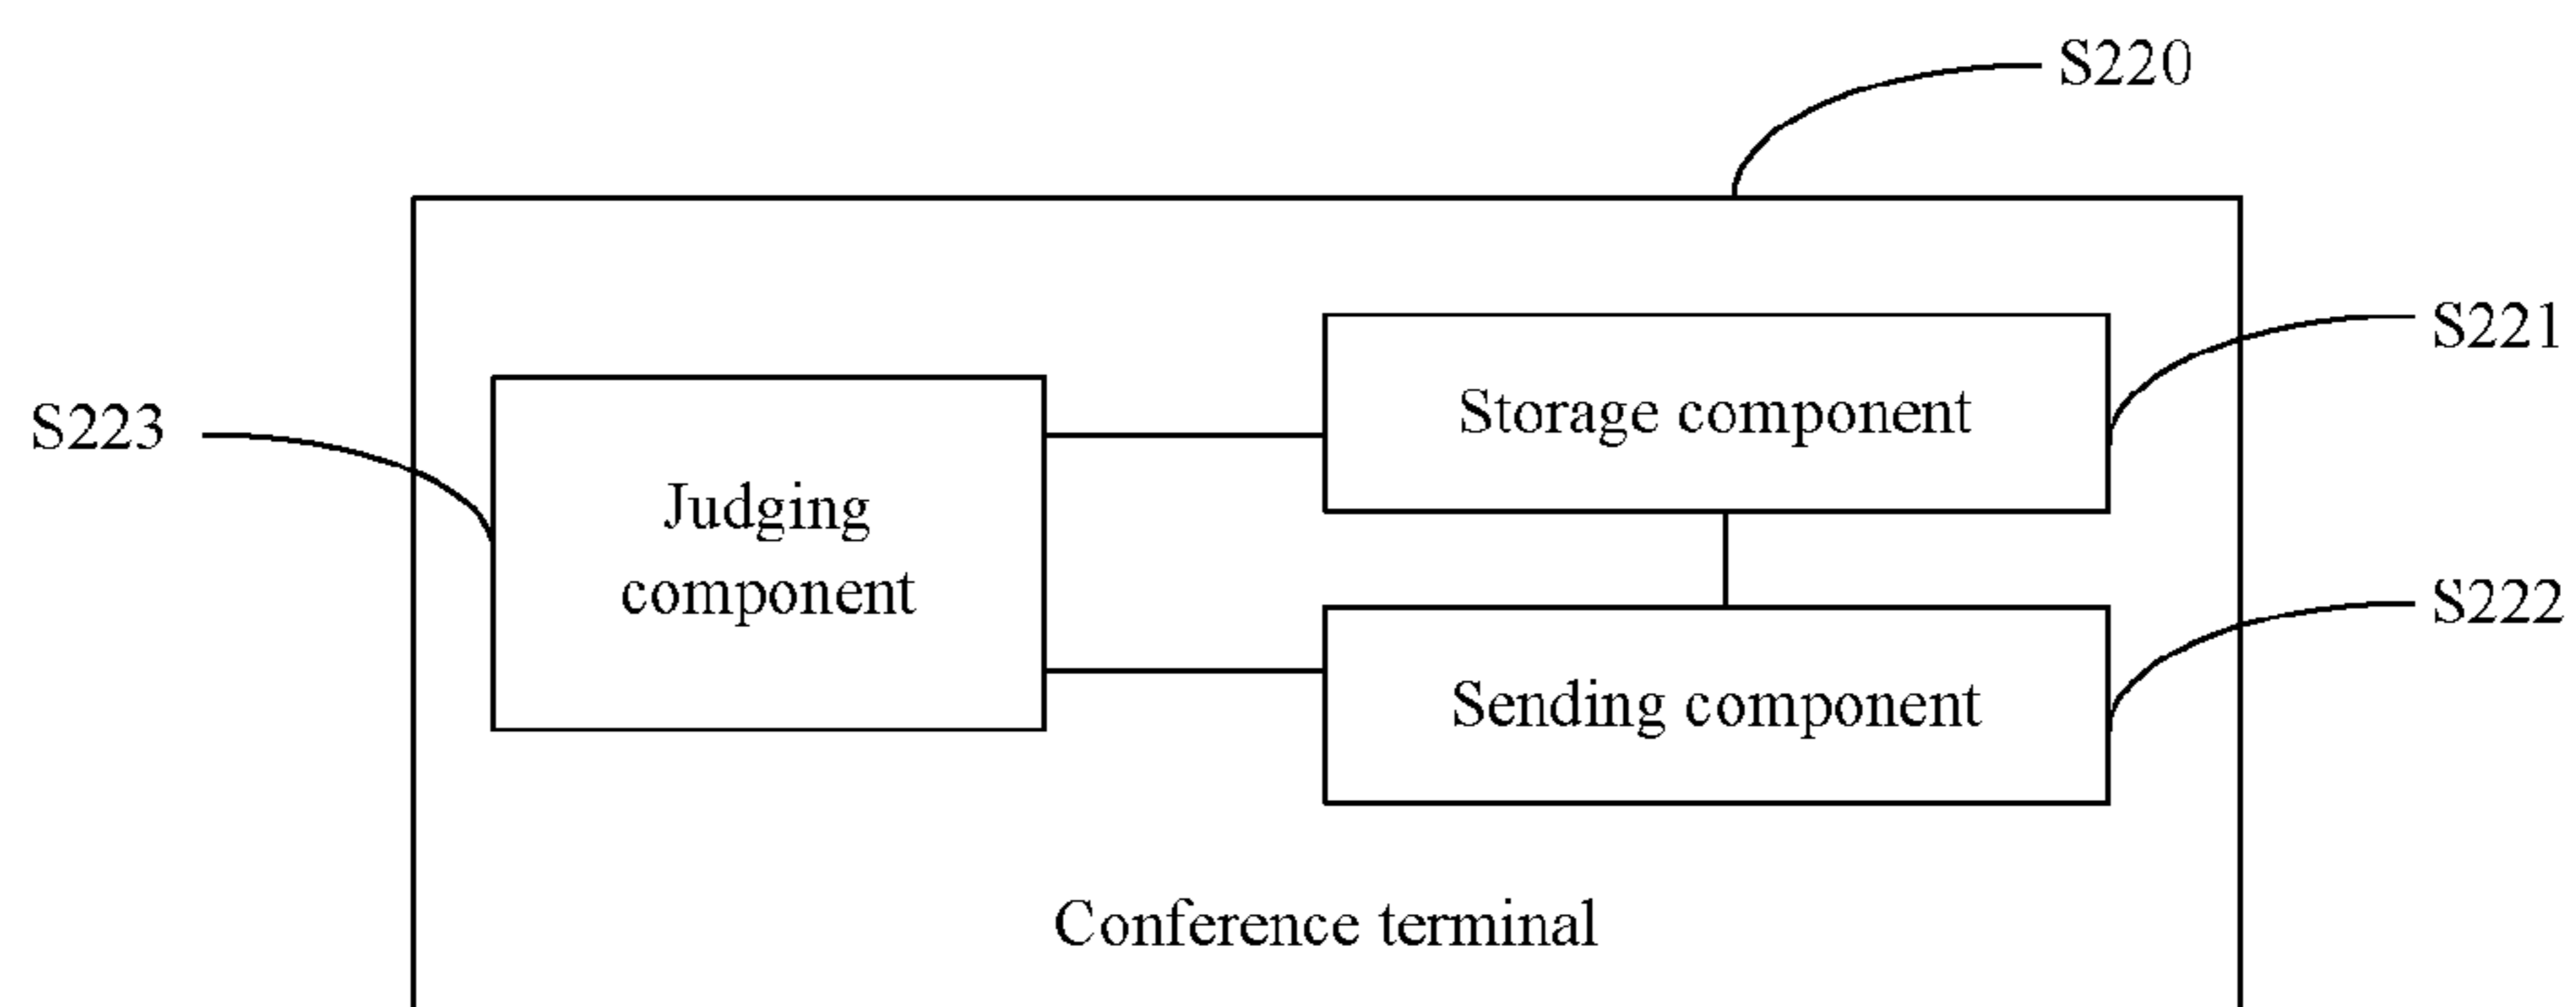 S220
S221
Storage component
S223
Judging
component
S222
Sending component
Conference terminal